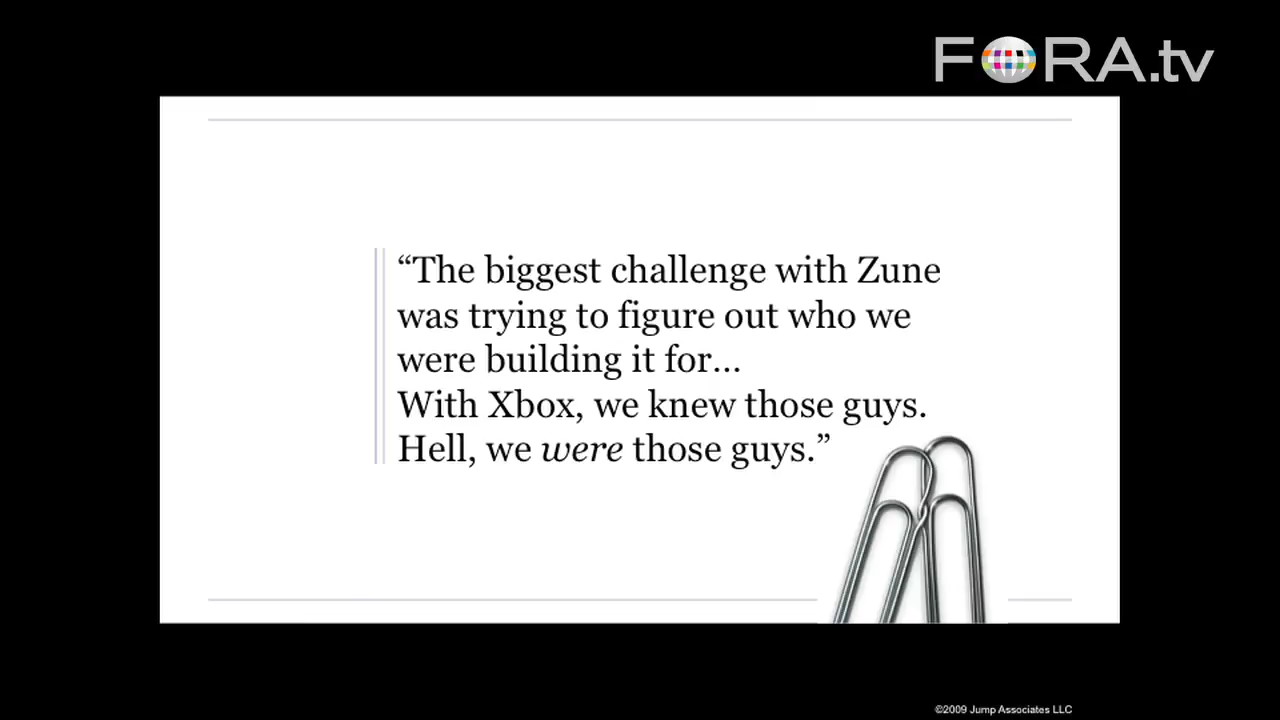 FORA.tv
“The biggest challenge with Zune
was trying to figure out who we
were building it for...
With Xbox, we knew those guys.
Hell, we were those guys.”
©2009 Jump Associates LLC